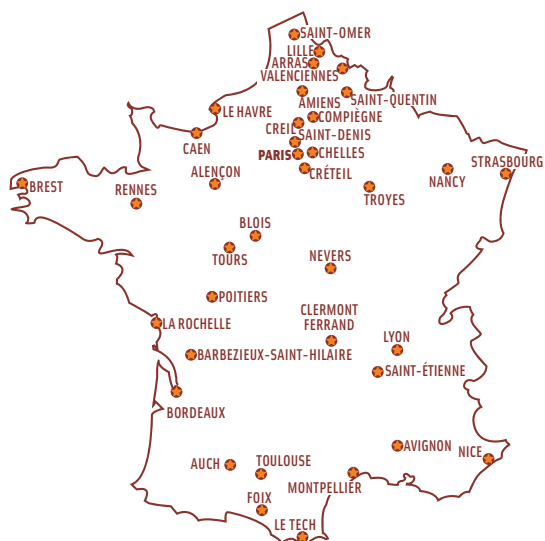 SAINT-OMER
LILLE
ARRAS
VALENCIENNES
SAINT-QUENTIN
AMIENS
LE HAVRE
COMPIÈGNE
CREIL
SAINT-DENIS
CAEN
PARIS
CHELLES
STRASBOURG
ALENÇON
CRÉTEIL
NANCY
BREST
RENNES
TROYES
BLOIS
TOURS
NEVERS
POITIERS
CLERMONT
FERRAND
LA ROCHELLE
LYON
BARBEZIEUX-SAINT-HILAIRE
SAINT-ÉTIENNE
BORDEAUX
AVIGNON
NICE
AUCH
TOULOUSE
MONTPELLIER
FOIX
LE TECH